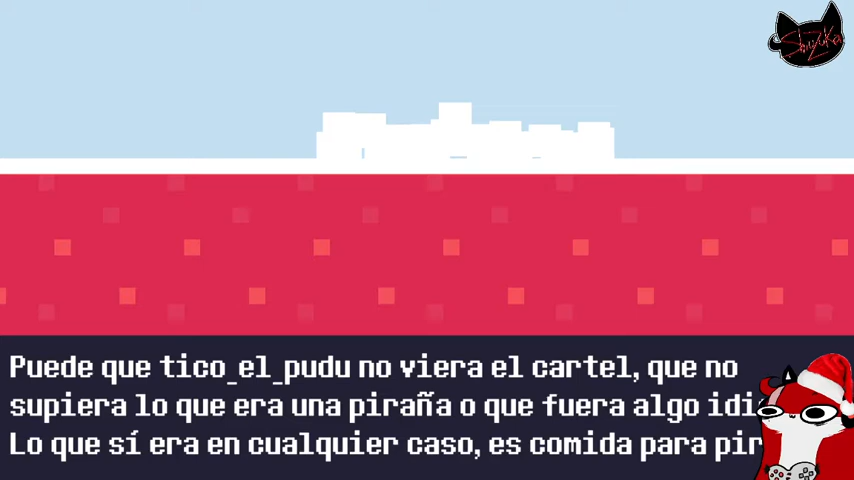 Shizuka
Puede que tico_el_pudu no viera el cartel, que no
supiera lo que era una piraña o que fuera algo
Lo que sí era en cualquier caso, es comida para